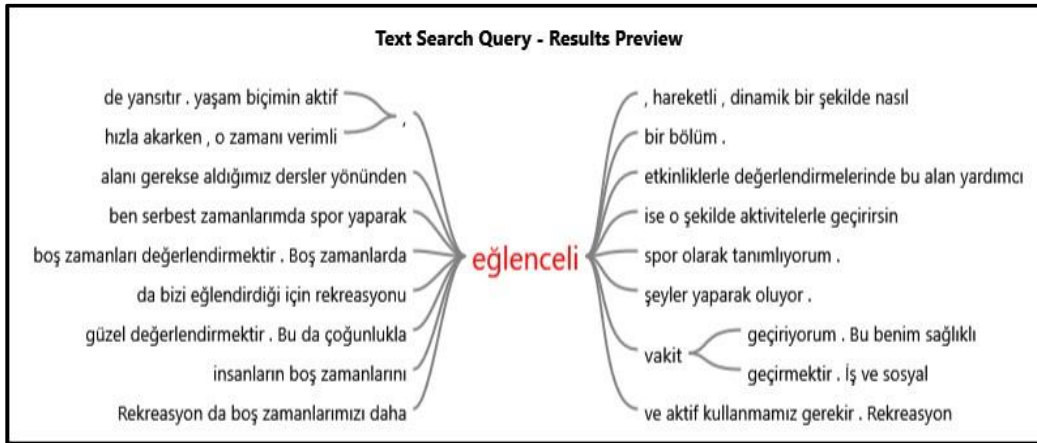 Text Search Query - Results Preview
de yansıtır . yaşam biçimin aktif
hızla akarken , o zamanı verimli
,
alanı gerekse aldığımız dersler yönünden
ben serbest zamanlarımda spor yaparak
boş zamanları değerlendirmektir . Boş zamanlarda
da bizi eğlendirdiği için rekreasyonu
güzel değerlendirmektir . Bu da çoğunlukla
insanların boş zamanlarını
Rekreasyon da boş zamanlarımızı daha
eğlenceli
, hareketli , dinamik bir şekilde nasıl
bir bölüm .
etkinliklerle değerlendirmelerinde bu alan yardımcı
ise o şekilde aktivitelerle geçirirsin
spor olarak tanımlıyorum .
şeyler yaparak oluyor .
vakit
geçiriyorum . Bu benim sağlıklı
geçirmektir . İş ve sosyal
ve aktif kullanmamız gerekir . Rekreasyon